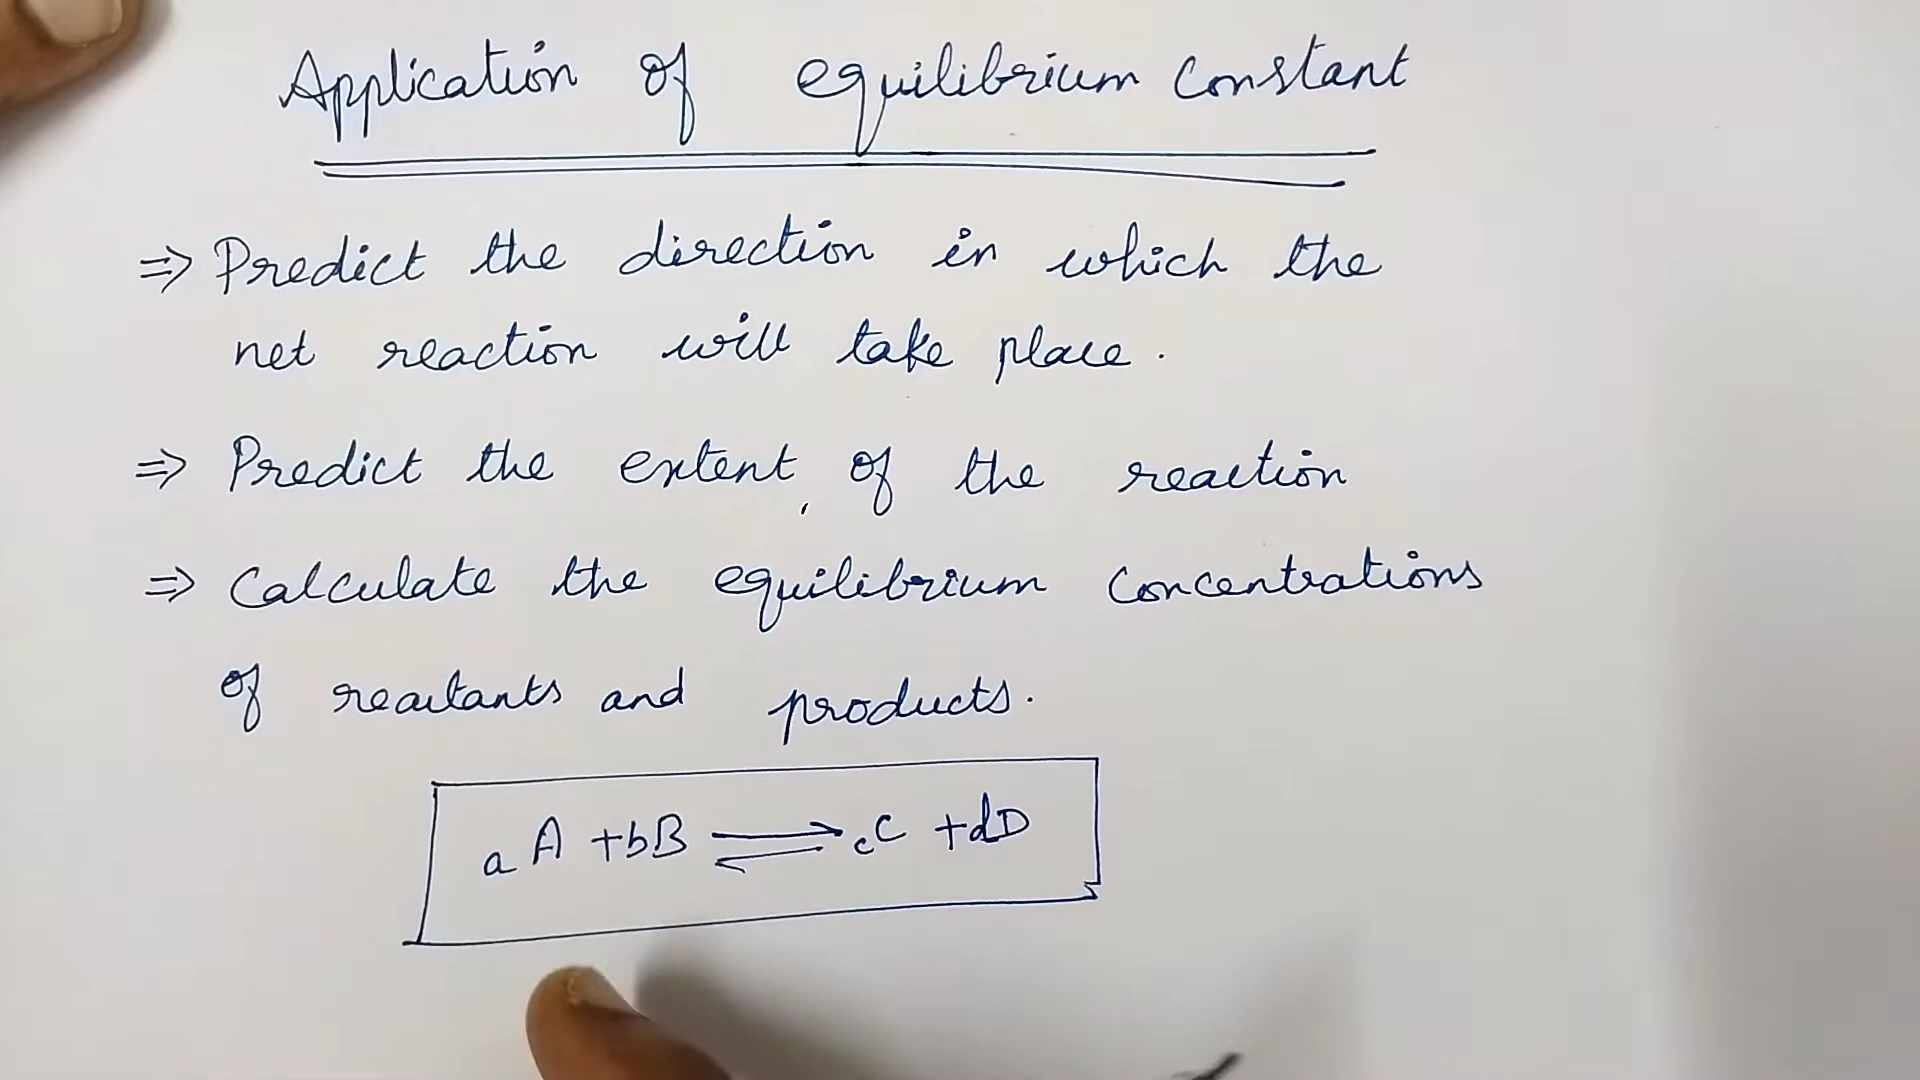 Application of equilibrium constant
⇒ Predict the direction in which the
net reaction will take place.
⇒ Predict the extent of the reaction
⇒ Calculate the equilibrium concentrations
of reactants and products.
aA + bB ⇌ cC + dD